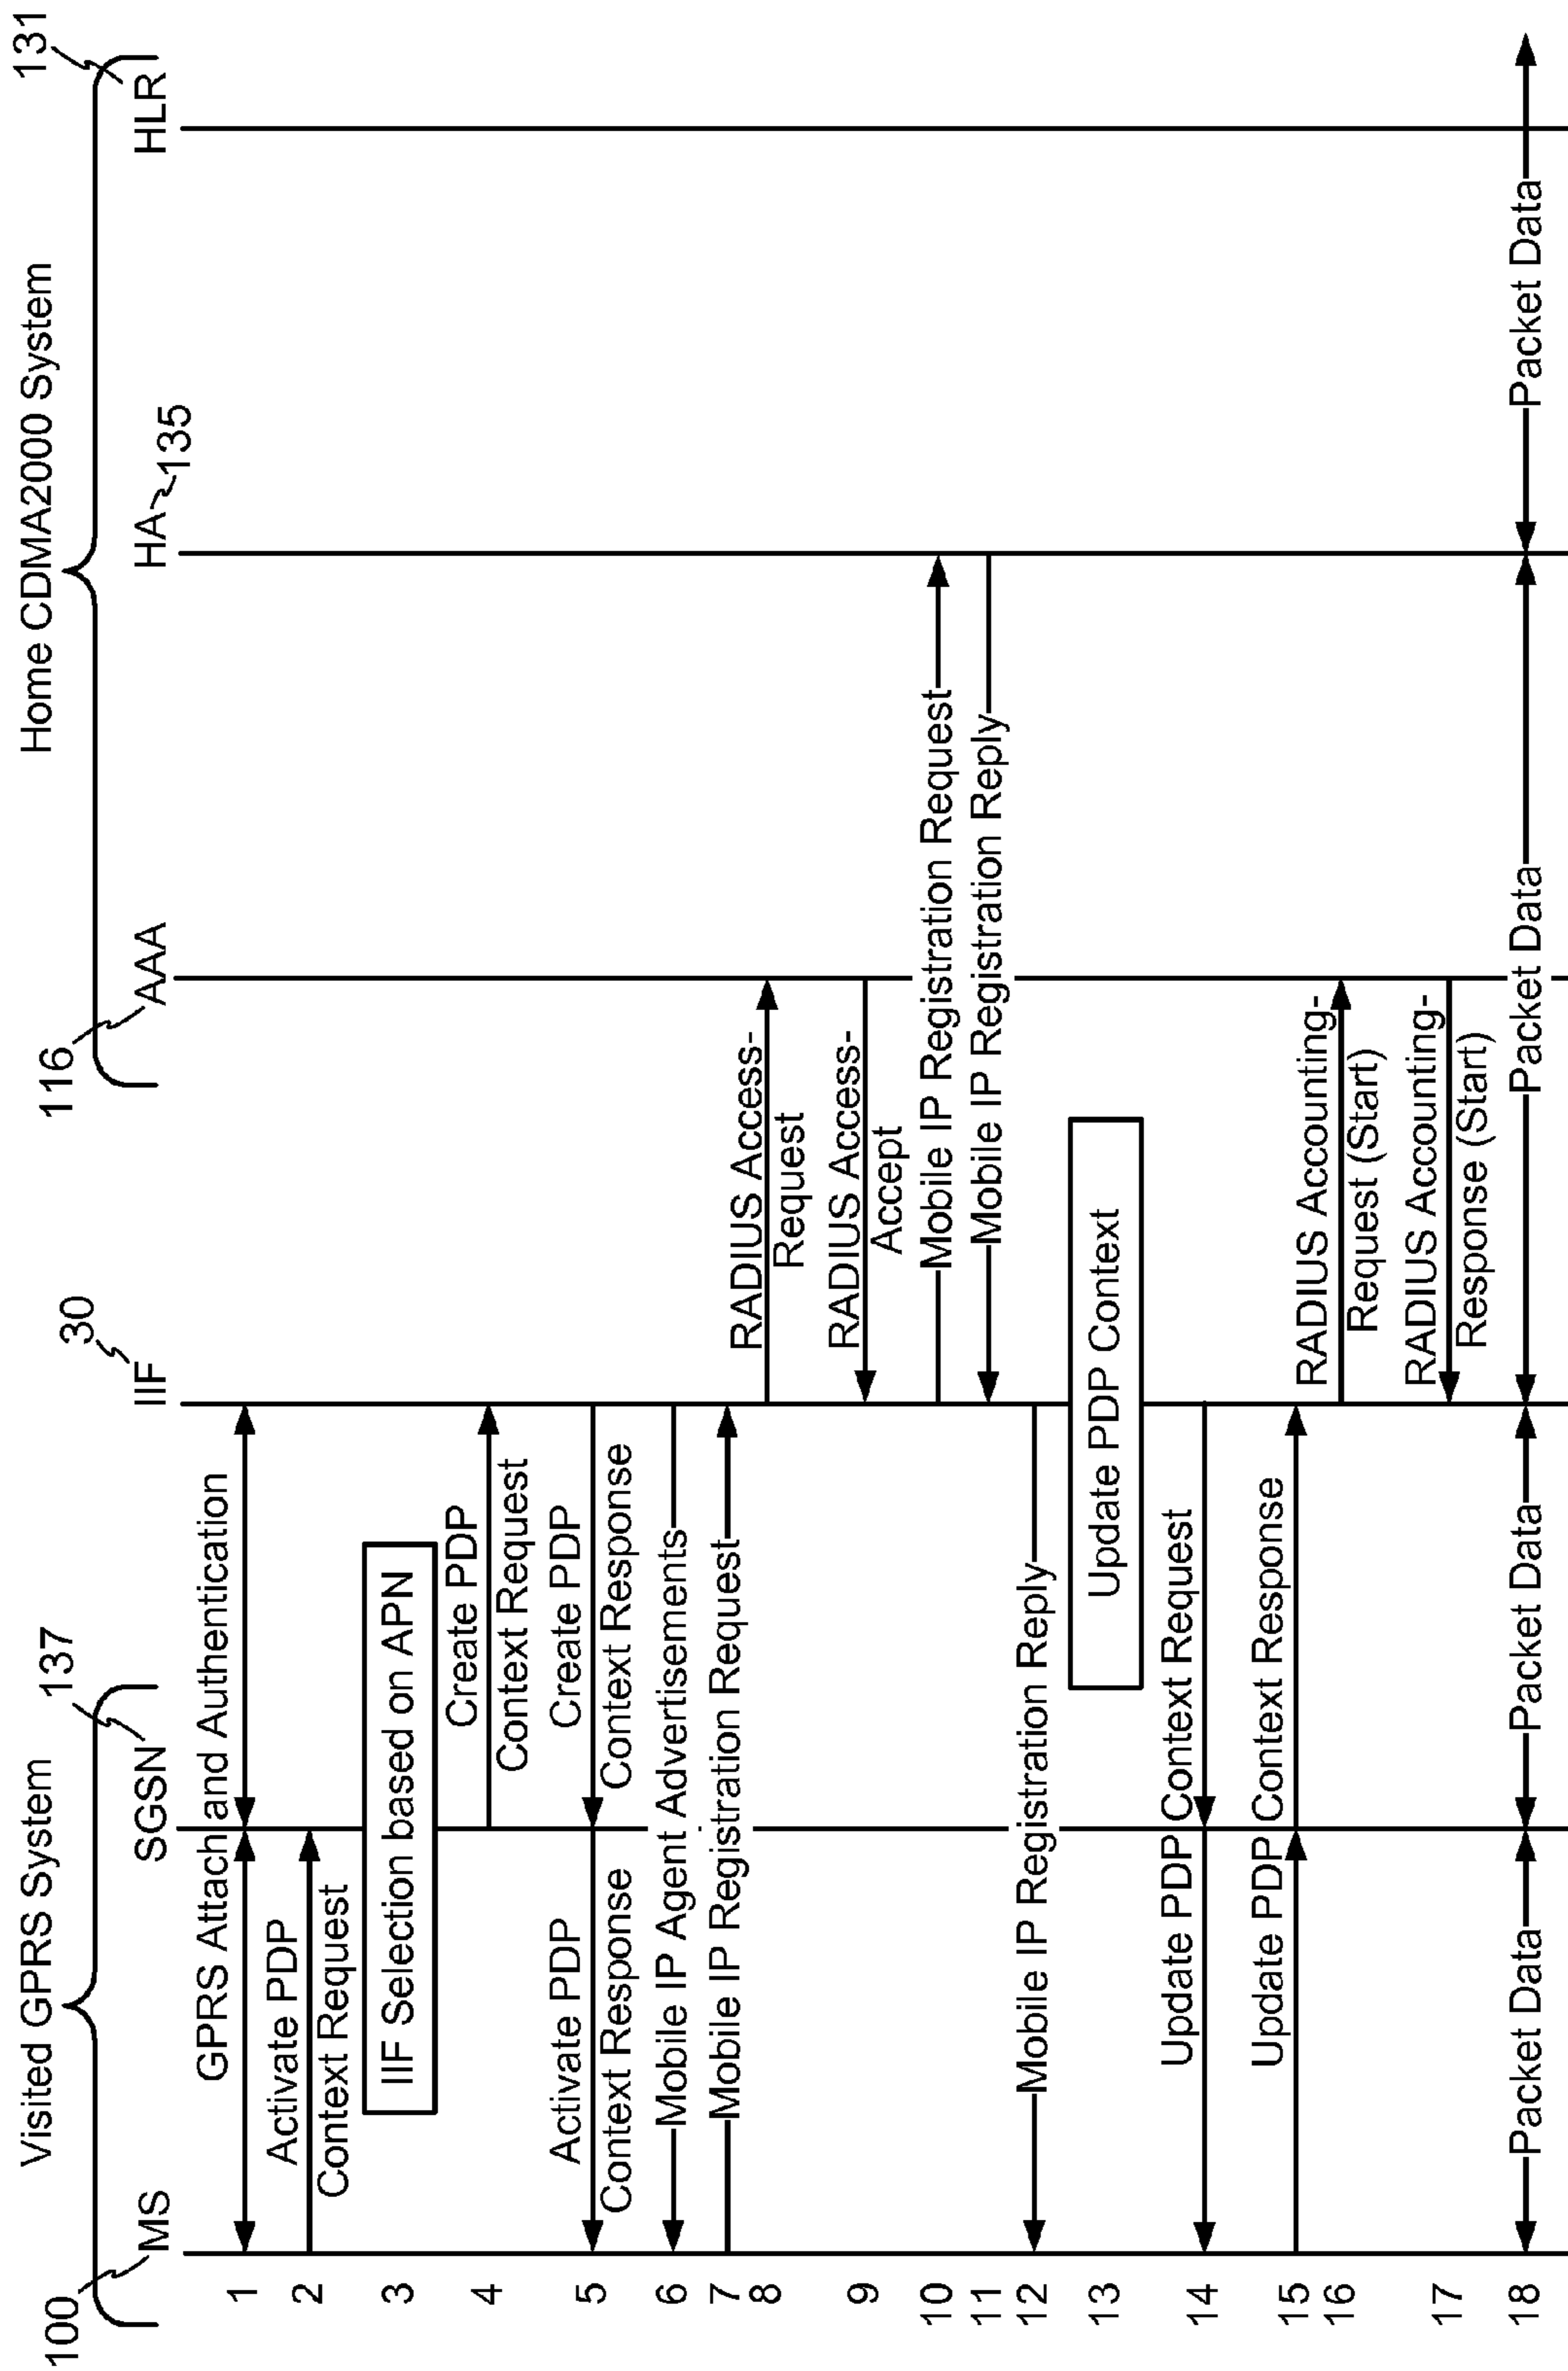 Visited GPRS System
Home CDMA2000 System
100
137
30
116
135
131
MS
SGSN
IIF
AAA
HA
HLR
1
GPRS Attach and Authentication
2
Activate PDP
Context Request
3
IIF Selection based on APN
4
Create PDP
Context Request
5
Activate PDP
Context Response
Create PDP
Context Response
6
Mobile IP Agent Advertisements
7
Mobile IP Registration Request
8
RADIUS Access-
Request
9
RADIUS Access-
Accept
10
Mobile IP Registration Request
11
Mobile IP Registration Reply
12
Mobile IP Registration Reply
13
Update PDP Context
14
Update PDP Context Request
15
Update PDP Context Response
16
RADIUS Accounting-
Request (Start)
17
RADIUS Accounting-
Response (Start)
18
Packet Data
Packet Data
Packet Data
Packet Data